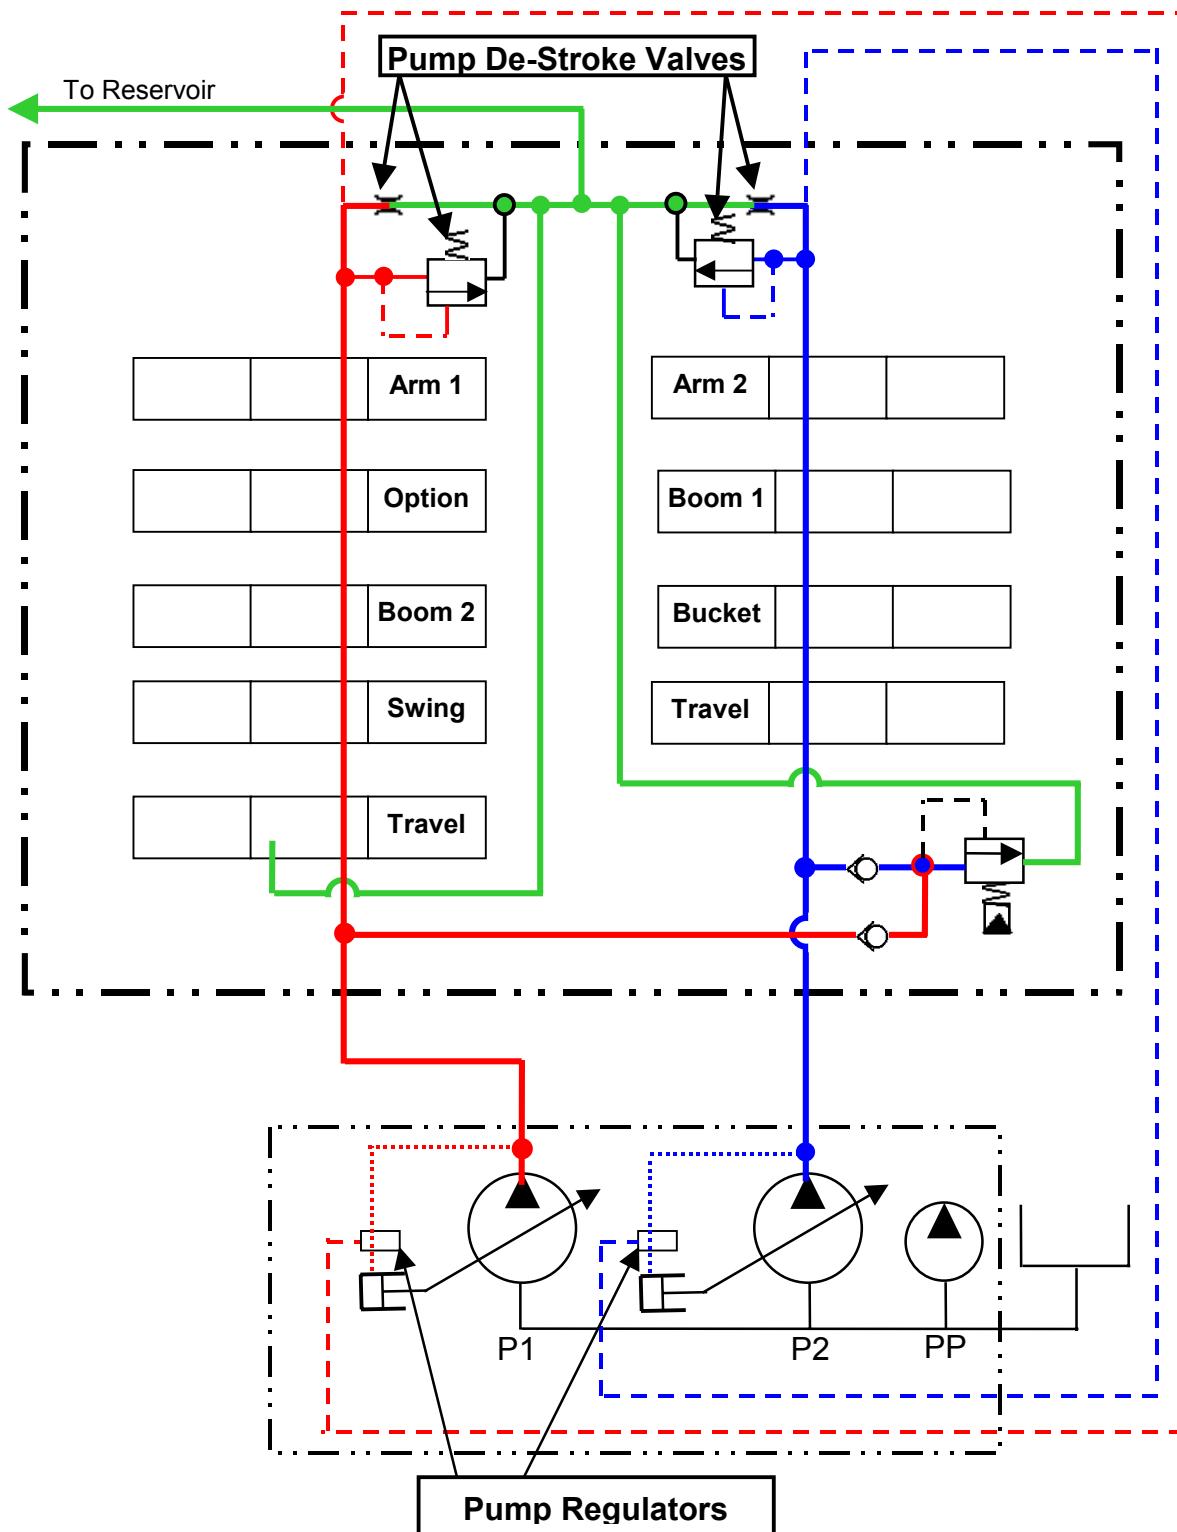 Pump De-Stroke Valves
To Reservoir
Arm 1
Arm 2
Option
Boom 1
Boom 2
Bucket
Swing
Travel
Travel
P1
P2
PP
Pump Regulators